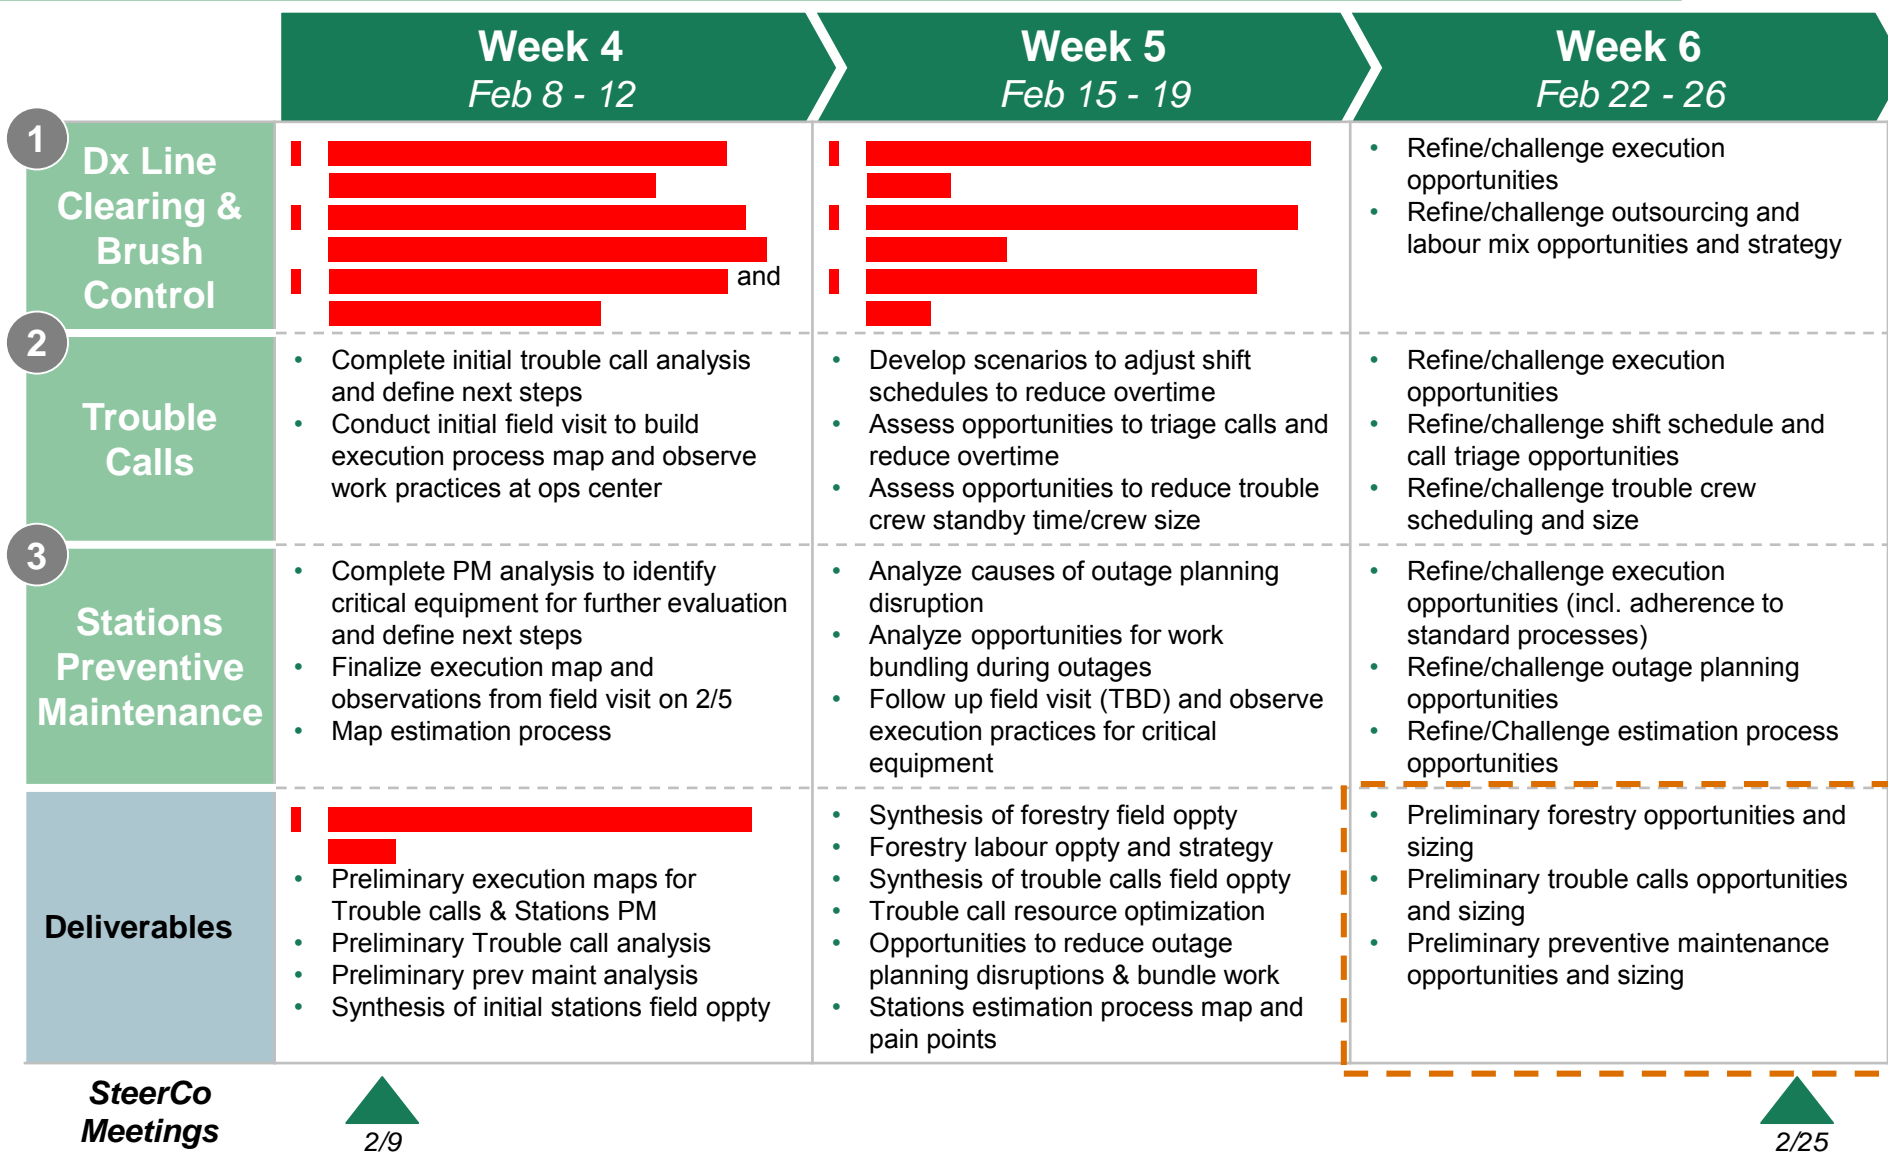 Week 4
Feb 8 - 12
Week 5
Feb 15 - 19
Week 6
Feb 22 - 26
1
Dx Line
Clearing &
Brush
Control
and
• Refine/challenge execution
opportunities
• Refine/challenge outsourcing and
labour mix opportunities and strategy
2
Trouble
Calls
• Complete initial trouble call analysis
and define next steps
• Conduct initial field visit to build
execution process map and observe
work practices at ops center
• Develop scenarios to adjust shift
schedules to reduce overtime
• Assess opportunities to triage calls and
reduce overtime
• Assess opportunities to reduce trouble
crew standby time/crew size
• Refine/challenge execution
opportunities
• Refine/challenge shift schedule and
call triage opportunities
• Refine/challenge trouble crew
scheduling and size
3
Stations
Preventive
Maintenance
• Complete PM analysis to identify
critical equipment for further evaluation
and define next steps
• Finalize execution map and
observations from field visit on 2/5
• Map estimation process
• Analyze causes of outage planning
disruption
• Analyze opportunities for work
bundling during outages
• Follow up field visit (TBD) and observe
execution practices for critical
equipment
• Refine/challenge execution
opportunities (incl. adherence to
standard processes)
• Refine/challenge outage planning
opportunities
• Refine/Challenge estimation process
opportunities
Deliverables
• Preliminary execution maps for
Trouble calls & Stations PM
• Preliminary Trouble call analysis
• Preliminary prev maint analysis
• Synthesis of initial stations field oppty
• Synthesis of forestry field oppty
• Forestry labour oppty and strategy
• Synthesis of trouble calls field oppty
• Trouble call resource optimization
• Opportunities to reduce outage
planning disruptions & bundle work
• Stations estimation process map and
pain points
• Preliminary forestry opportunities and
sizing
• Preliminary trouble calls opportunities
and sizing
• Preliminary preventive maintenance
opportunities and sizing
SteerCo
Meetings
2/9
2/25